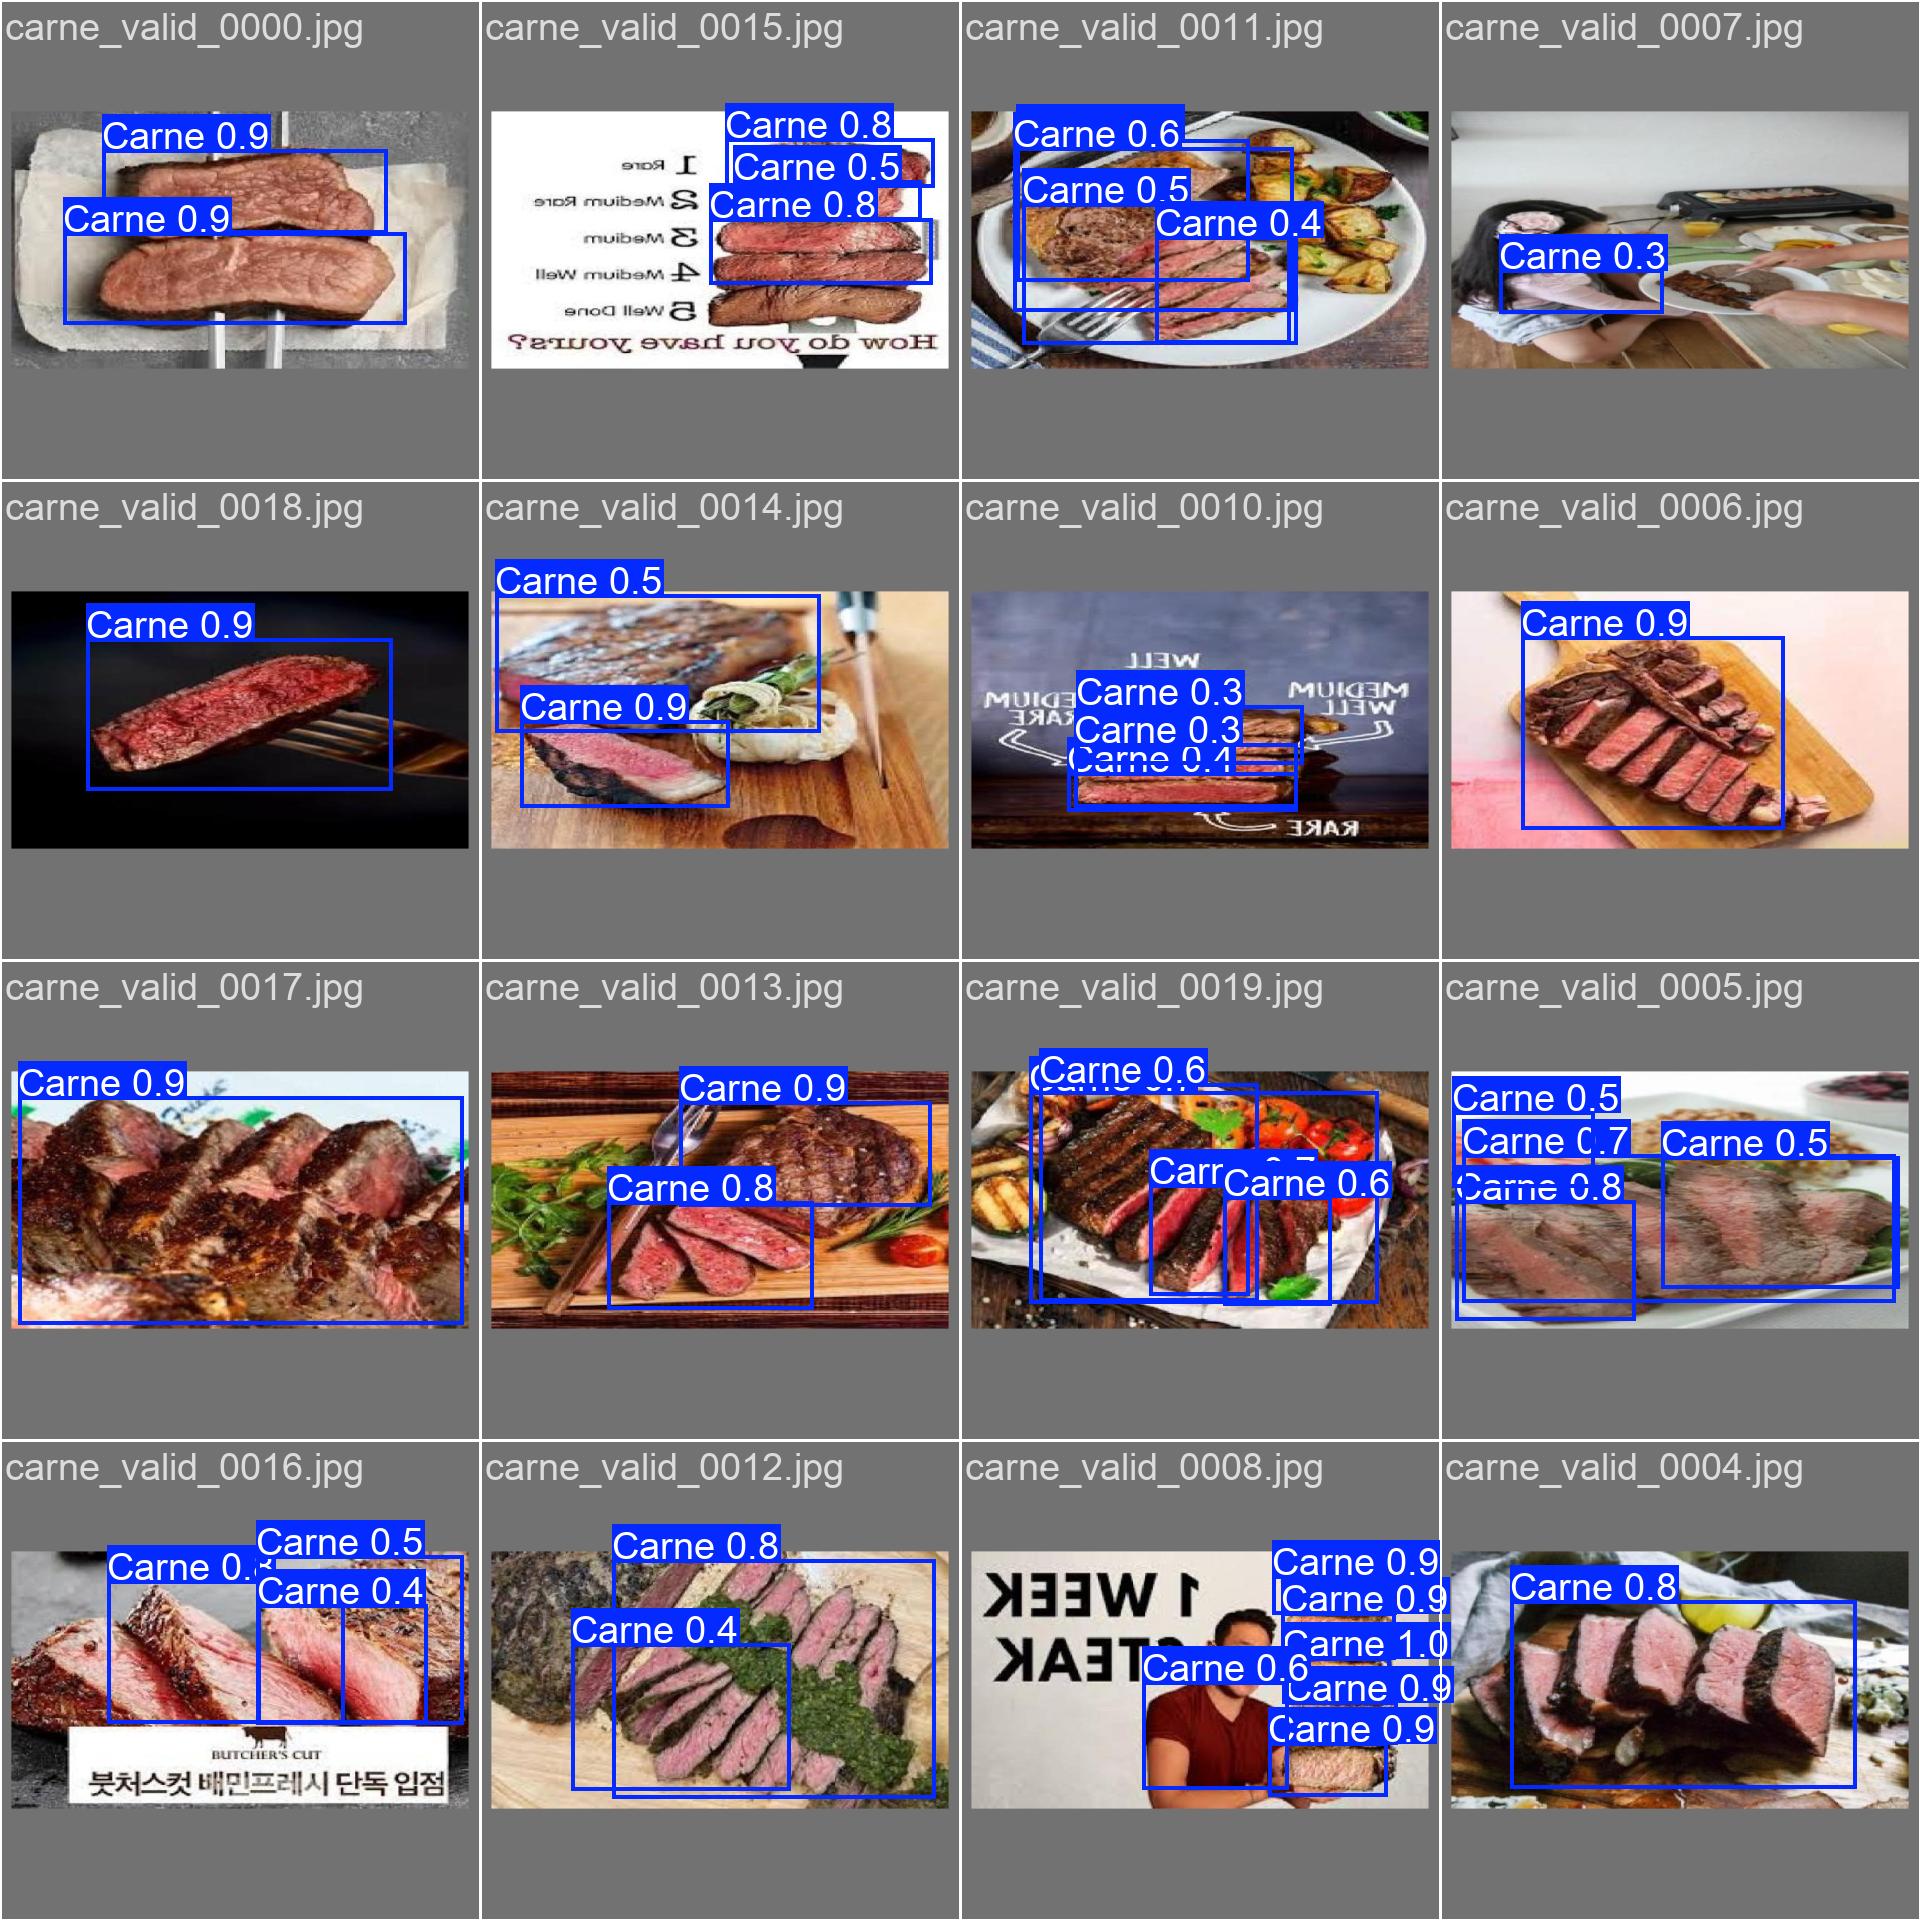 carne_valid_0000.jpg
Carne 0.9
Carne 0.9
carne_valid_0015.jpg
Carne 0.8
Carne 0.5
Carne 0.8
1 Rare
2 Medium Rare
3 Medium
4 Medium Well
5 Well Done
How do you have yours?
carne_valid_0011.jpg
Carne 0.6
Carne 0.5
Carne 0.4
carne_valid_0007.jpg
Carne 0.3
carne_valid_0018.jpg
Carne 0.9
carne_valid_0014.jpg
Carne 0.5
Carne 0.9
carne_valid_0010.jpg
WELL
MEDIUM
RARE
MEDIUM
WELL
Carne 0.3
Carne 0.3
Carne 0.4
RARE
carne_valid_0006.jpg
Carne 0.9
carne_valid_0017.jpg
Carne 0.9
carne_valid_0013.jpg
Carne 0.9
Carne 0.8
carne_valid_0019.jpg
Carne 0.6
Carne 0.6
carne_valid_0005.jpg
Carne 0.5
Carne 0.7
Carne 0.5
Carne 0.8
carne_valid_0016.jpg
Carne 0.5
Carne
Carne 0.4
BUTCHER'S CUT
붓처스컷 배민프레시 단독 입점
carne_valid_0012.jpg
Carne 0.8
Carne 0.4
carne_valid_0008.jpg
1 WEEK
STEAK
Carne 0.9
Carne 0.9
Carne 1.0
Carne 0.6
Carne 0.9
Carne 0.9
carne_valid_0004.jpg
Carne 0.8